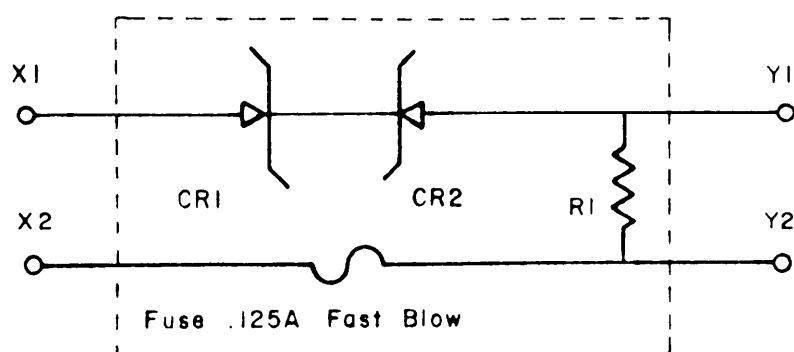 X1
Y1
CR1
CR2
R1
X2
Y2
Fuse .125A Fast Blow